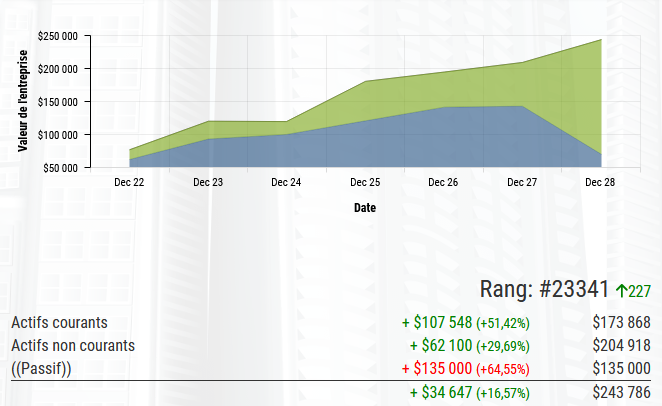 Valeur de l'entreprise
$250 000
$200 000
$150 000
$100 000
$50 000
Dec 22 Dec 23 Dec 24 Dec 25 Dec 26 Dec 27 Dec 28
Date
Rang: #23341 ↑227
Actifs courants + $107 548 (+51,42%) $173 868
Actifs non courants + $62 100 (+29,69%) $204 918
((Passif)) + $135 000 (+64,55%) $135 000
+ $34 647 (+16,57%) $243 786